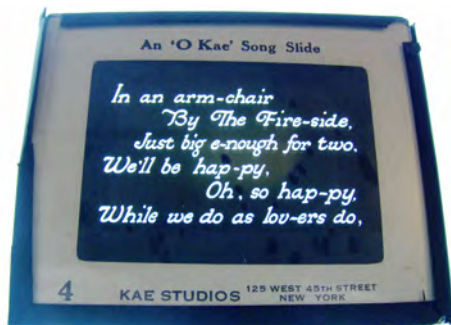 An 'O Kae' Song Slide
In an arm-chair
By The Fire-side,
Just big e-nough for two,
We'll be hap-py,
Oh, so hap-py,
While we do as lov-ers do,
4 KAE STUDIOS 125 WEST 45TH STREET
NEW YORK